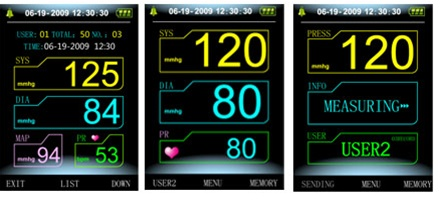 06-19-2009 12:30:30
USER: 01 TOTAL: 50 NO.: 03
TIME:06-19-2009 12:30
SYS
mmhg 125
DIA
mmhg 84
MAP PR
mmhg 94 bpm 53
EXIT LIST DOWN
06-19-2009 12:30:30
SYS
mmhg 120
DIA
mmhg 80
PR
80
USER2 MENU MEMORY
06-19-2009 12:30:30
PRESS
mmhg 120
INFO
MEASURING…
USER
USER2
SENDING MENU MEMORY